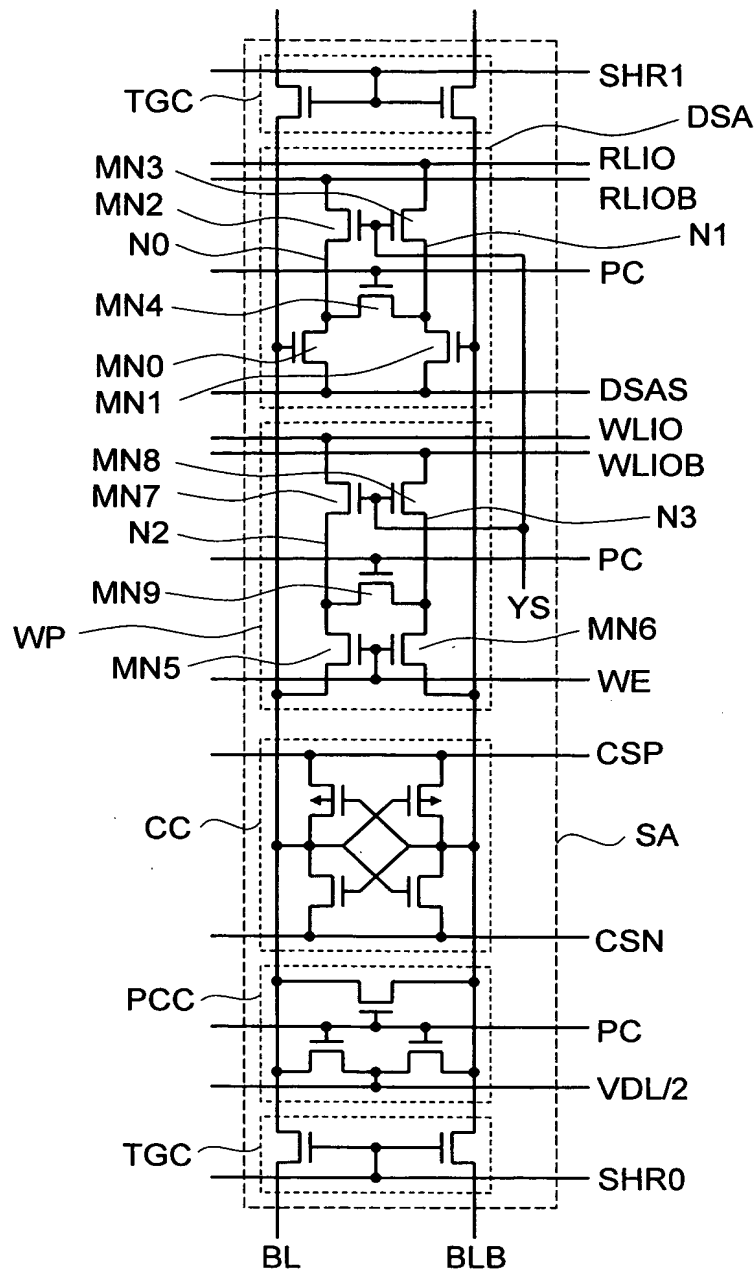 SHR1
TGC
DSA
MN3
RLIO
MN2
RLIOB
N0
N1
PC
MN4
MN0
MN1
DSAS
WLIO
MN8
WLIOB
MN7
N2
N3
PC
MN9
YS
WP
MN6
MN5
WE
CSP
CC
SA
CSN
PCC
PC
VDL/2
TGC
SHR0
BL
BLB